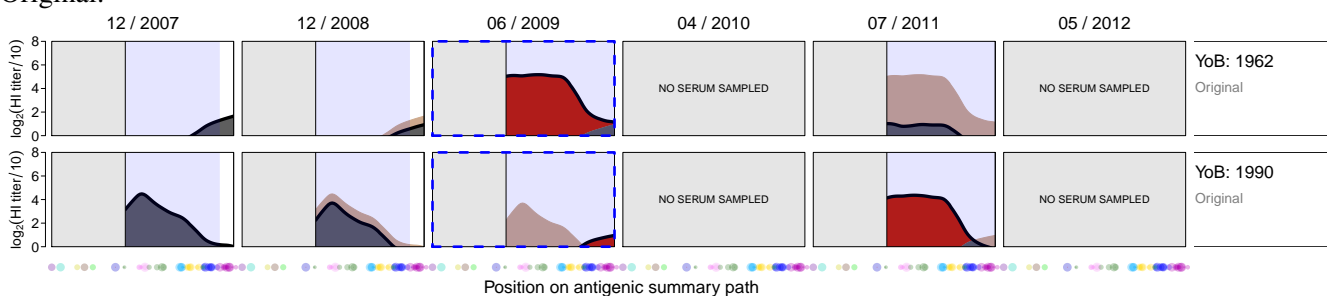 Original.
12 / 2007 12 / 2008 06 / 2009 04 / 2010 07 / 2011 05 / 2012
log2(HI titer/10)
8
6
4
2
0
NO SERUM SAMPLED
NO SERUM SAMPLED
YoB: 1962
Original
log2(HI titer/10)
8
6
4
2
0
NO SERUM SAMPLED
NO SERUM SAMPLED
YoB: 1990
Original
Position on antigenic summary path